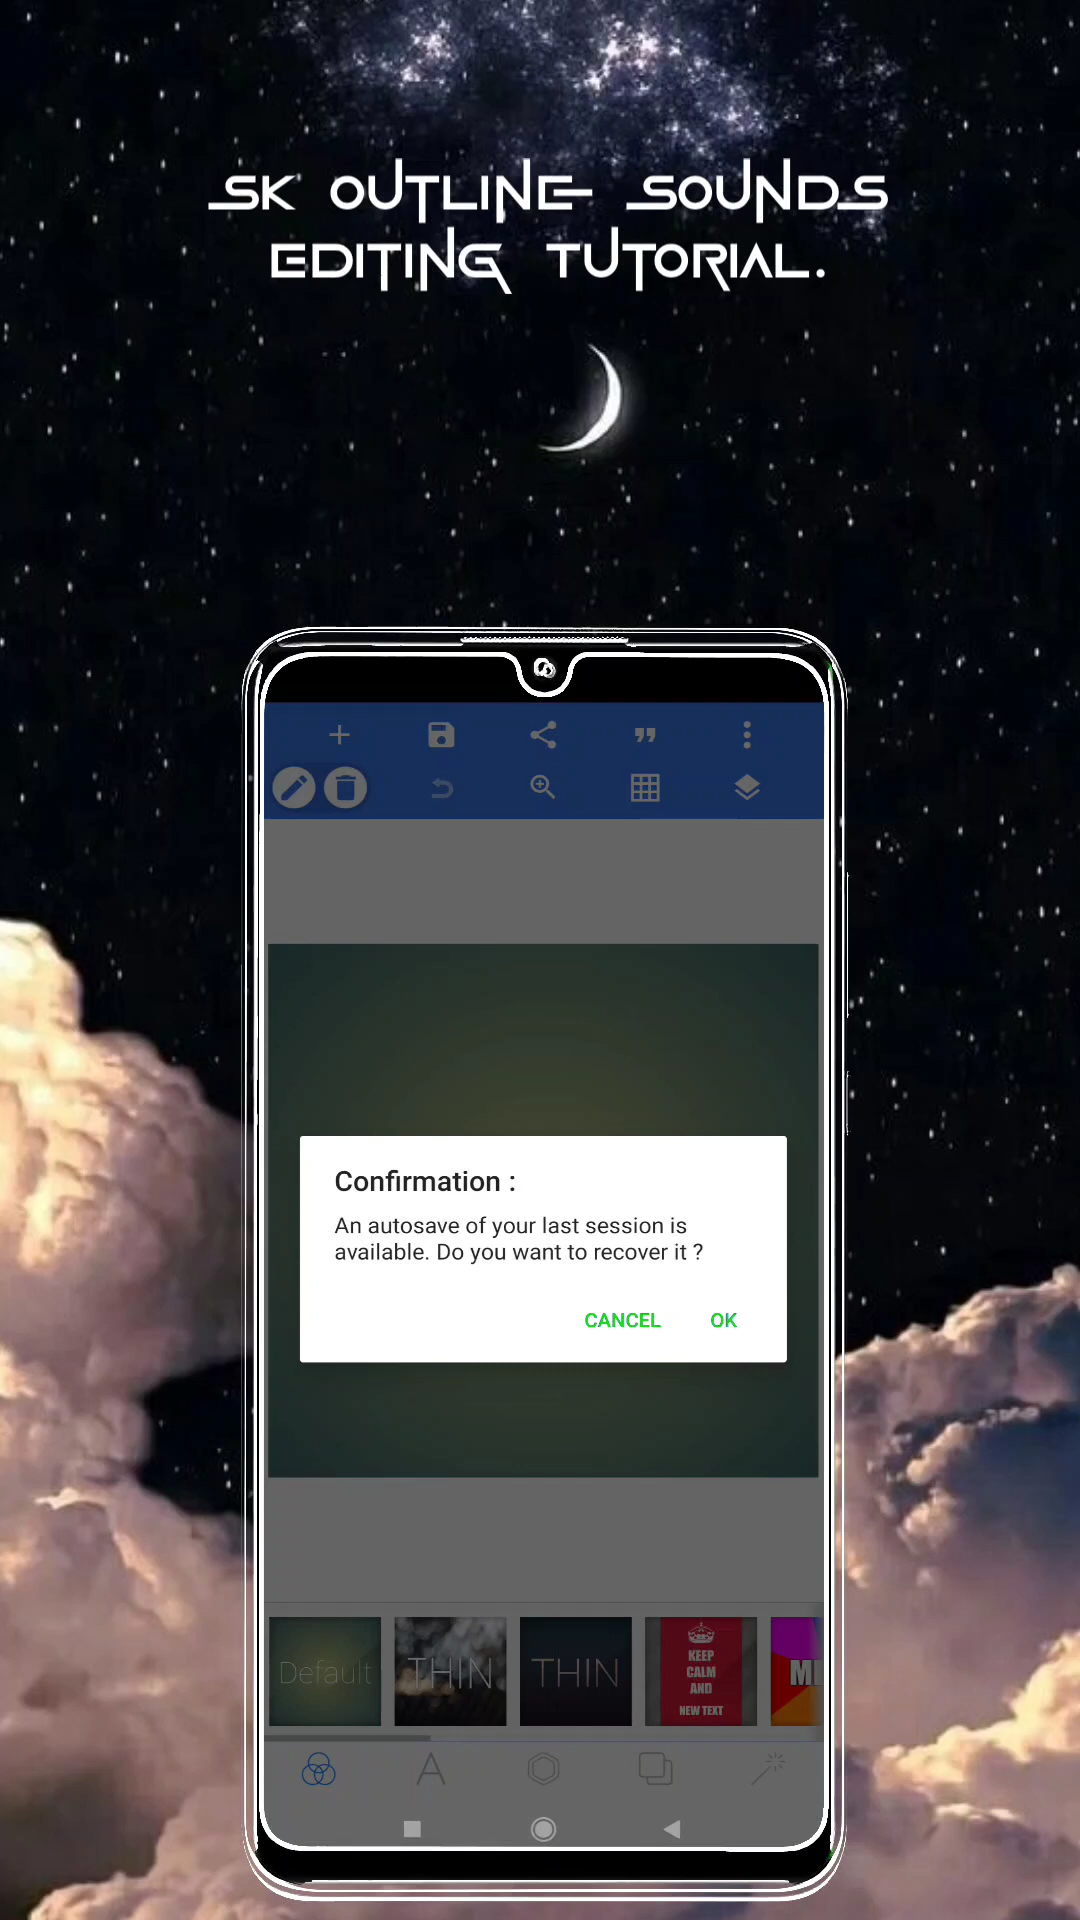 SK OUTLINE SOUNDS
EDITING TUTORIAL.
Confirmation :
An autosave of your last session is
available. Do you want to recover it ?
CANCEL OK
Default
THIN
THIN
KEEP
CALM
AND
NEW TEXT